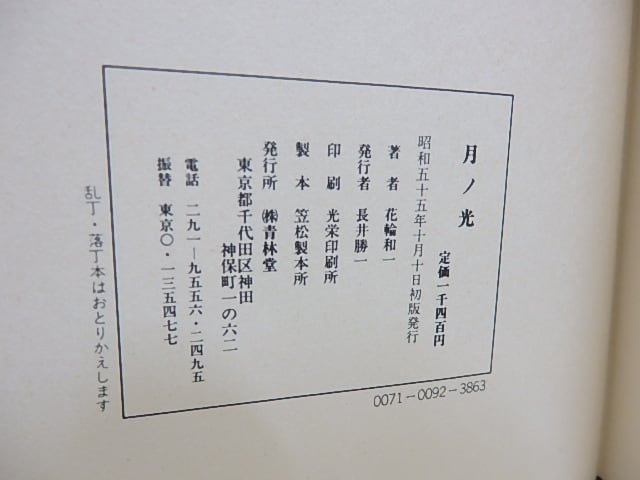 月ノ光
定価一千四百円
昭和五十五年十月十日初版発行
著者 花輪和一
発行者 長井勝一
印刷 光栄印刷所
製本 笠松製本所
発行所 ㈱青林堂
東京都千代田区神田
神保町一の六二
電話 二九一―九五五六・二四九五
振替 東京〇・一三五四七七
乱丁・落丁本はおとりかえします
0071-0092-3863